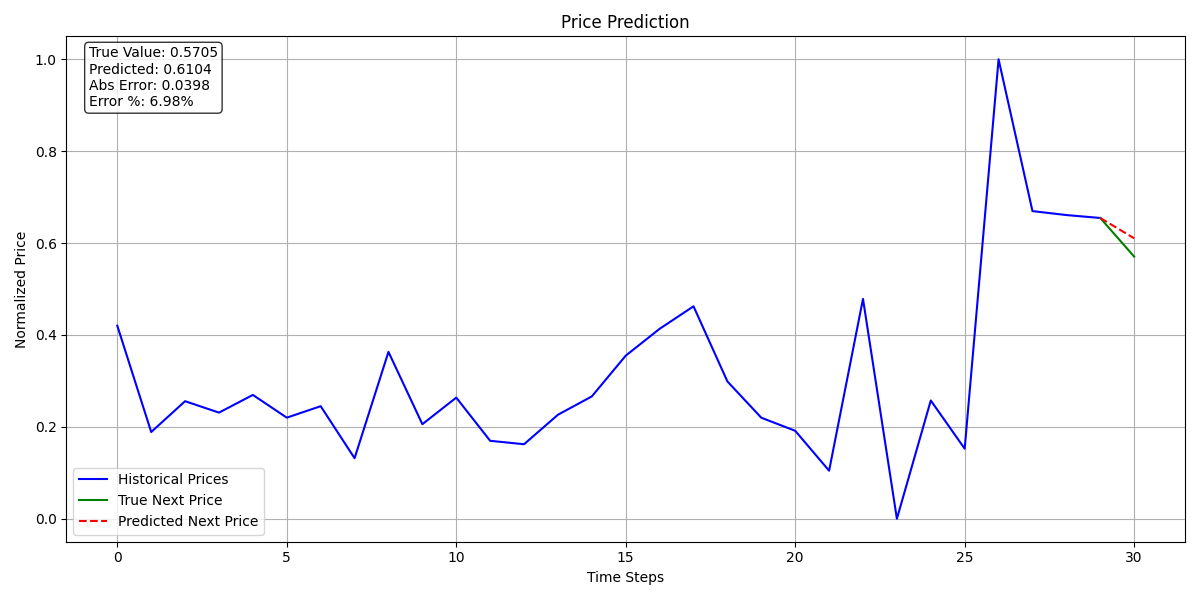 Price Prediction
True Value: 0.5705
Predicted: 0.6104
Abs Error: 0.0398
Error %: 6.98%
1.0
0.8
0.6
0.4
0.2
0.0
Normalized Price
Historical Prices
True Next Price
Predicted Next Price
0 5 10 15 20 25 30
Time Steps